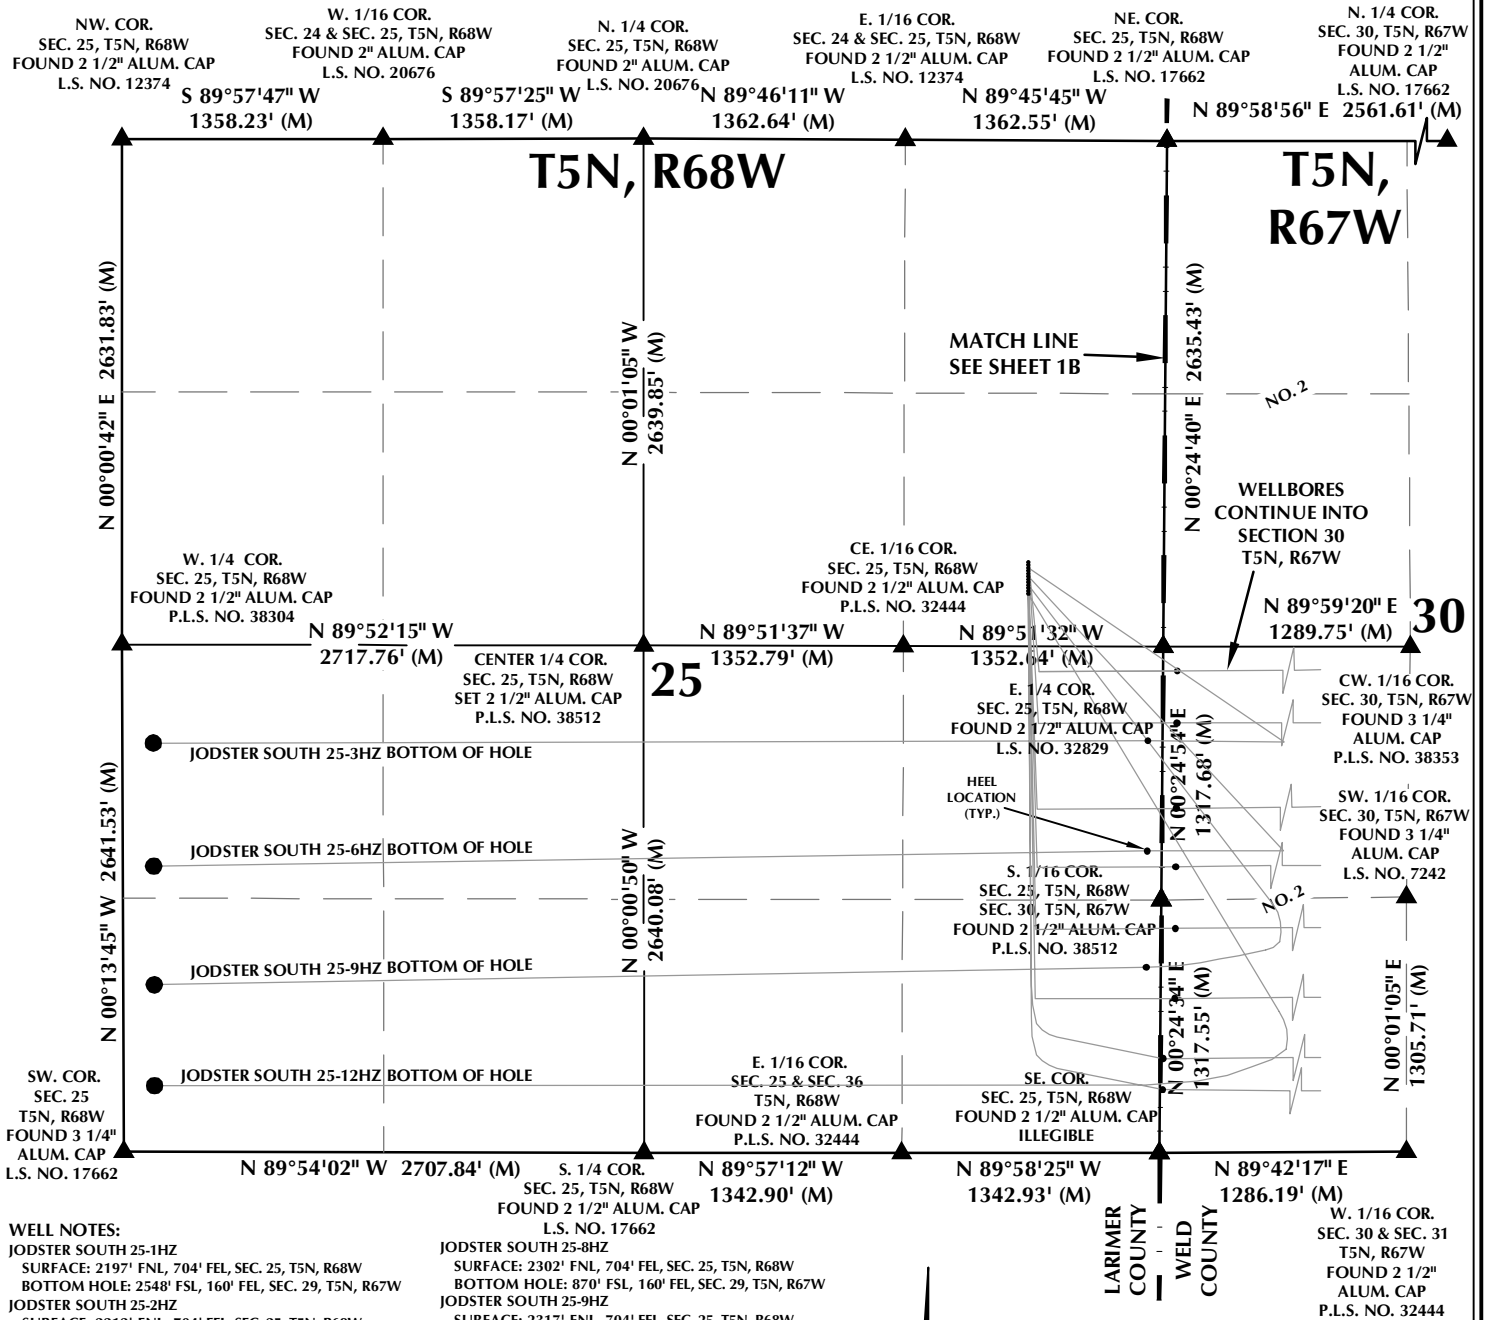 NW. COR.
SEC. 25, T5N, R68W
FOUND 2 1/2" ALUM. CAP
L.S. NO. 12374
W. 1/16 COR.
SEC. 24 & SEC. 25, T5N, R68W
FOUND 2" ALUM. CAP
L.S. NO. 20676
N. 1/4 COR.
SEC. 25, T5N, R68W
FOUND 2" ALUM. CAP
L.S. NO. 20676
E. 1/16 COR.
SEC. 24 & SEC. 25, T5N, R68W
FOUND 2 1/2" ALUM. CAP
L.S. NO. 12374
NE. COR.
SEC. 25, T5N, R68W
FOUND 2 1/2" ALUM. CAP
L.S. NO. 17662
N. 1/4 COR.
SEC. 30, T5N, R67W
FOUND 2 1/2"
ALUM. CAP
L.S. NO. 17662
S 89°57'47" W
1358.23' (M)
S 89°57'25" W
1358.17' (M)
N 89°46'11" W
1362.64' (M)
N 89°45'45" W
1362.55' (M)
N 89°58'56" E 2561.61' (M)
T5N, R68W
T5N,
R67W
N 00°00'42" E 2631.83' (M)
N 00°01'05" W
2639.85' (M)
MATCH LINE
SEE SHEET 1B
N 00°24'40" E 2635.43' (M)
NO. 2
WELLBORES
CONTINUE INTO
SECTION 30
T5N, R67W
W. 1/4 COR.
SEC. 25, T5N, R68W
FOUND 2 1/2" ALUM. CAP
P.L.S. NO. 38304
CE. 1/16 COR.
SEC. 25, T5N, R68W
FOUND 2 1/2" ALUM. CAP
P.L.S. NO. 32444
N 89°52'15" W
2717.76' (M)
N 89°51'37" W
1352.79' (M)
N 89°51'32" W
1352.64' (M)
N 89°59'20" E
1289.75' (M)
30
CENTER 1/4 COR.
SEC. 25, T5N, R68W
SET 2 1/2" ALUM. CAP
P.L.S. NO. 38512
25
E. 1/4 COR.
SEC. 25, T5N, R68W
FOUND 2 1/2" ALUM. CAP
L.S. NO. 32829
CW. 1/16 COR.
SEC. 30, T5N, R67W
FOUND 3 1/4"
ALUM. CAP
P.L.S. NO. 38353
JODSTER SOUTH 25-3HZ BOTTOM OF HOLE
N 00°24'54" E
1317.68' (M)
HEEL
LOCATION
(TYP.)
SW. 1/16 COR.
SEC. 30, T5N, R67W
FOUND 3 1/4"
ALUM. CAP
L.S. NO. 7242
N 00°13'45" W 2641.53' (M)
JODSTER SOUTH 25-6HZ BOTTOM OF HOLE
N 00°00'50" W
2640.08' (M)
S. 1/16 COR.
SEC. 25, T5N, R68W
SEC. 30, T5N, R67W
FOUND 2 1/2" ALUM. CAP
P.L.S. NO. 38512
NO. 2
JODSTER SOUTH 25-9HZ BOTTOM OF HOLE
N 00°24'34" E
1317.55' (M)
N 00°01'05" E
1305.71' (M)
JODSTER SOUTH 25-12HZ BOTTOM OF HOLE
SW. COR.
SEC. 25
T5N, R68W
FOUND 3 1/4"
ALUM. CAP
L.S. NO. 17662
E. 1/16 COR.
SEC. 25 & SEC. 36
T5N, R68W
FOUND 2 1/2" ALUM. CAP
P.L.S. NO. 32444
SE. COR.
SEC. 25, T5N, R68W
FOUND 2 1/2" ALUM. CAP
ILLEGIBLE
N 89°54'02" W 2707.84' (M)
S. 1/4 COR.
SEC. 25, T5N, R68W
FOUND 2 1/2" ALUM. CAP
L.S. NO. 17662
N 89°57'12" W
1342.90' (M)
N 89°58'25" W
1342.93' (M)
N 89°42'17" E
1286.19' (M)
LARIMER
COUNTY
WELD
COUNTY
W. 1/16 COR.
SEC. 30 & SEC. 31
T5N, R67W
FOUND 2 1/2"
ALUM. CAP
P.L.S. NO. 32444
WELL NOTES:
JODSTER SOUTH 25-1HZ
SURFACE: 2197' FNL, 704' FEL, SEC. 25, T5N, R68W
BOTTOM HOLE: 2548' FSL, 160' FEL, SEC. 29, T5N, R67W
JODSTER SOUTH 25-2HZ
SURFACE: 2212' FNL, 704' FEL, SEC. 25, T5N, R68W
JODSTER SOUTH 25-8HZ
SURFACE: 2302' FNL, 704' FEL, SEC. 25, T5N, R68W
BOTTOM HOLE: 870' FSL, 160' FEL, SEC. 29, T5N, R67W
JODSTER SOUTH 25-9HZ
SURFACE: 2317' FNL, 704' FEL, SEC. 25, T5N, R68W